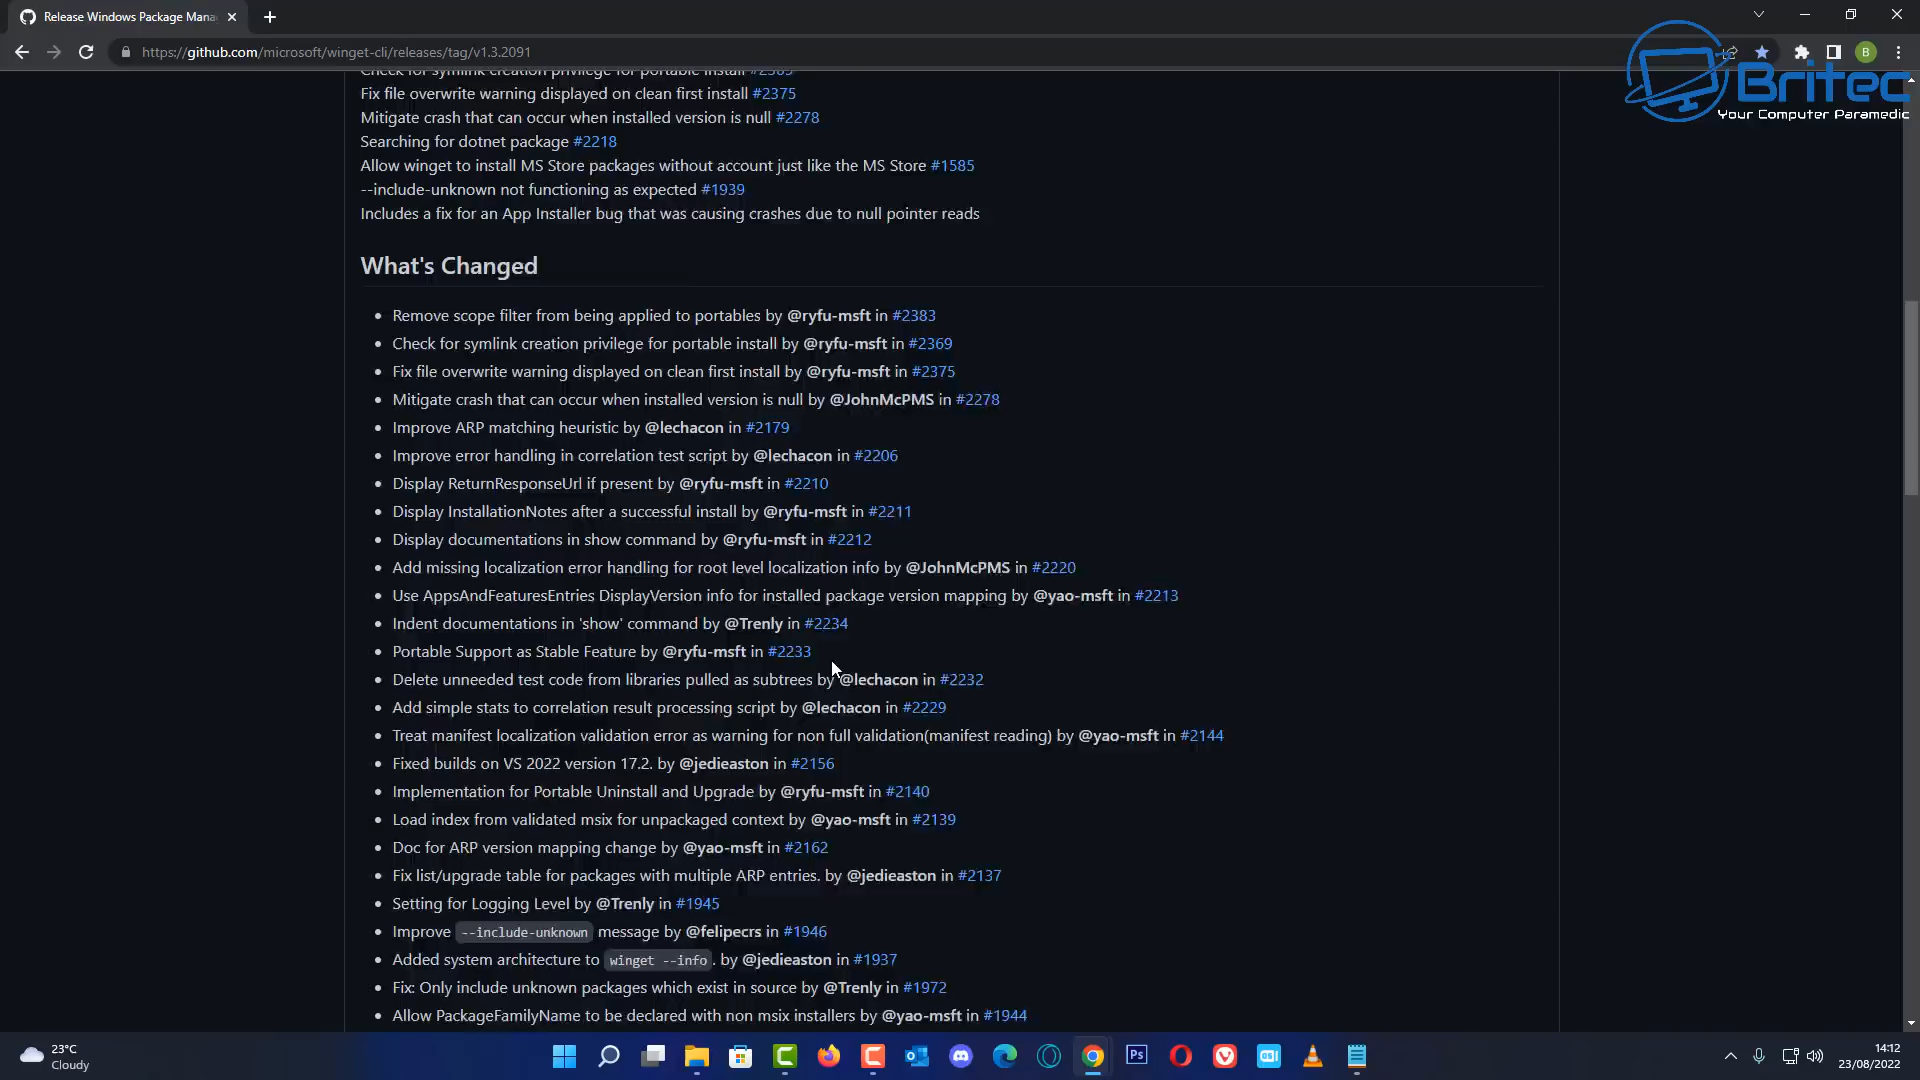 Release Windows Package Mana
https://github.com/microsoft/winget-cli/releases/tag/v1.3.2091
B
Britec
Your Computer Paramedic
Check for symlink creation privilege for portable install #2369
Fix file overwrite warning displayed on clean first install #2375
Mitigate crash that can occur when installed version is null #2278
Searching for dotnet package #2218
Allow winget to install MS Store packages without account just like the MS Store #1585
--include-unknown not functioning as expected #1939
Includes a fix for an App Installer bug that was causing crashes due to null pointer reads
What's Changed
• Remove scope filter from being applied to portables by @ryfu-msft in #2383
• Check for symlink creation privilege for portable install by @ryfu-msft in #2369
• Fix file overwrite warning displayed on clean first install by @ryfu-msft in #2375
• Mitigate crash that can occur when installed version is null by @JohnMcPMS in #2278
• Improve ARP matching heuristic by @lechacon in #2179
• Improve error handling in correlation test script by @lechacon in #2206
• Display ReturnResponseUrl if present by @ryfu-msft in #2210
• Display InstallationNotes after a successful install by @ryfu-msft in #2211
• Display documentations in show command by @ryfu-msft in #2212
• Add missing localization error handling for root level localization info by @JohnMcPMS in #2220
• Use AppsAndFeaturesEntries DisplayVersion info for installed package version mapping by @yao-msft in #2213
• Indent documentations in 'show' command by @Trenly in #2234
• Portable Support as Stable Feature by @ryfu-msft in #2233
• Delete unneeded test code from libraries pulled as subtrees by @lechacon in #2232
• Add simple stats to correlation result processing script by @lechacon in #2229
• Treat manifest localization validation error as warning for non full validation(manifest reading) by @yao-msft in #2144
• Fixed builds on VS 2022 version 17.2. by @jedieaston in #2156
• Implementation for Portable Uninstall and Upgrade by @ryfu-msft in #2140
• Load index from validated msix for unpackaged context by @yao-msft in #2139
• Doc for ARP version mapping change by @yao-msft in #2162
• Fix list/upgrade table for packages with multiple ARP entries. by @jedieaston in #2137
• Setting for Logging Level by @Trenly in #1945
• Improve --include-unknown message by @felipecrs in #1946
• Added system architecture to winget --info . by @jedieaston in #1937
• Fix: Only include unknown packages which exist in source by @Trenly in #1972
• Allow PackageFamilyName to be declared with non msix installers by @yao-msft in #1944
23°C
Cloudy
Ps
14:12
23/08/2022